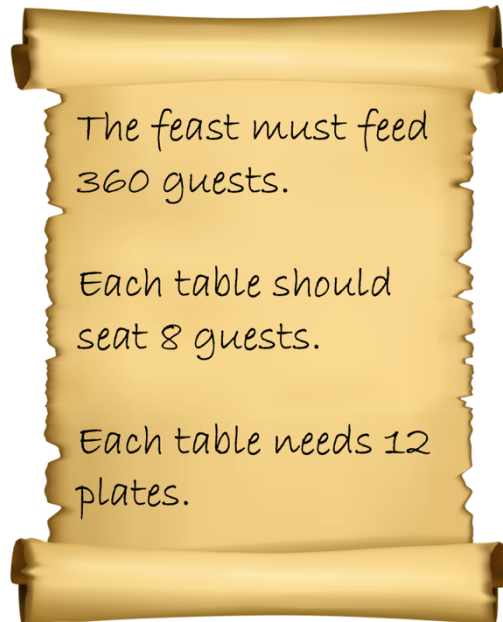 The feast must feed
360 guests.
Each table should
seat 8 guests.
Each table needs 12
plates.